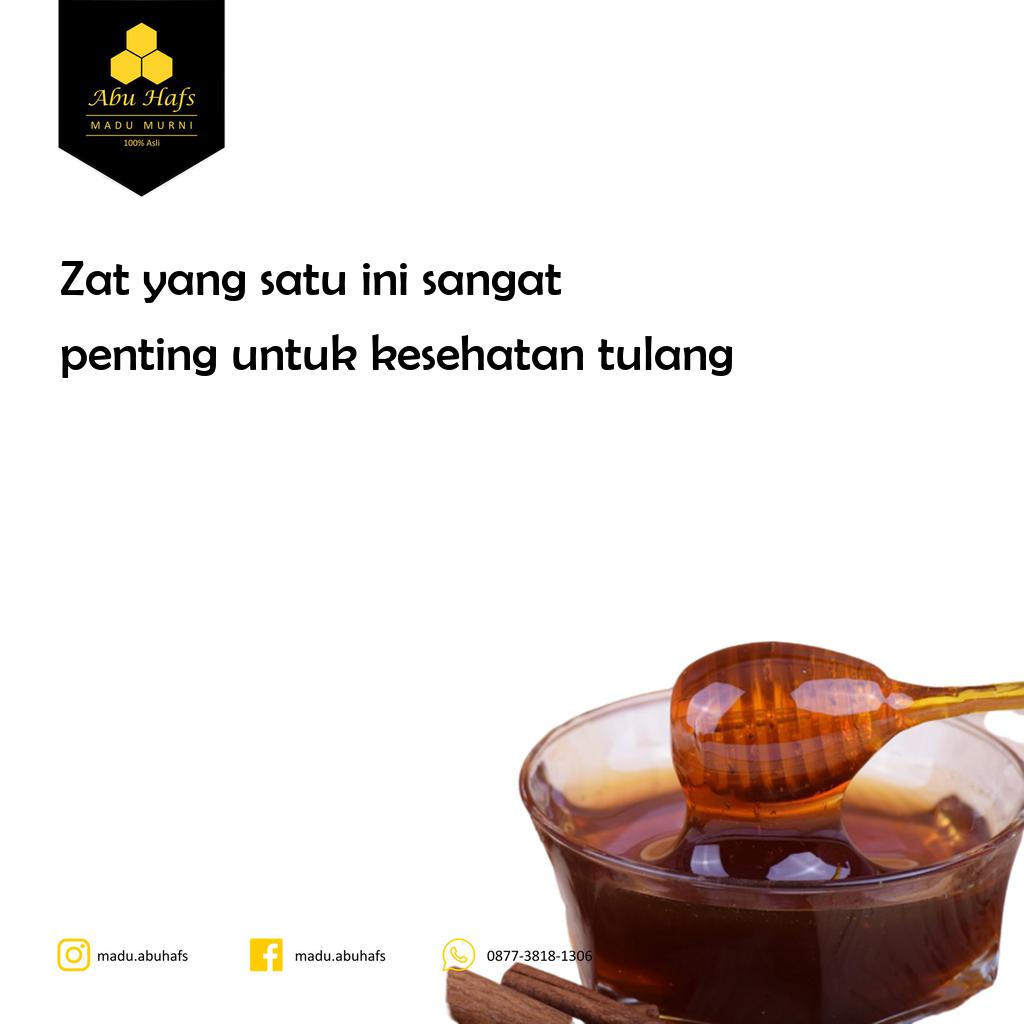 Abu Hafs
MADU MURNI
100% Asli
Zat yang satu ini sangat
penting untuk kesehatan tulang
madu.abuhafs
madu.abuhafs
0877-3818-1306